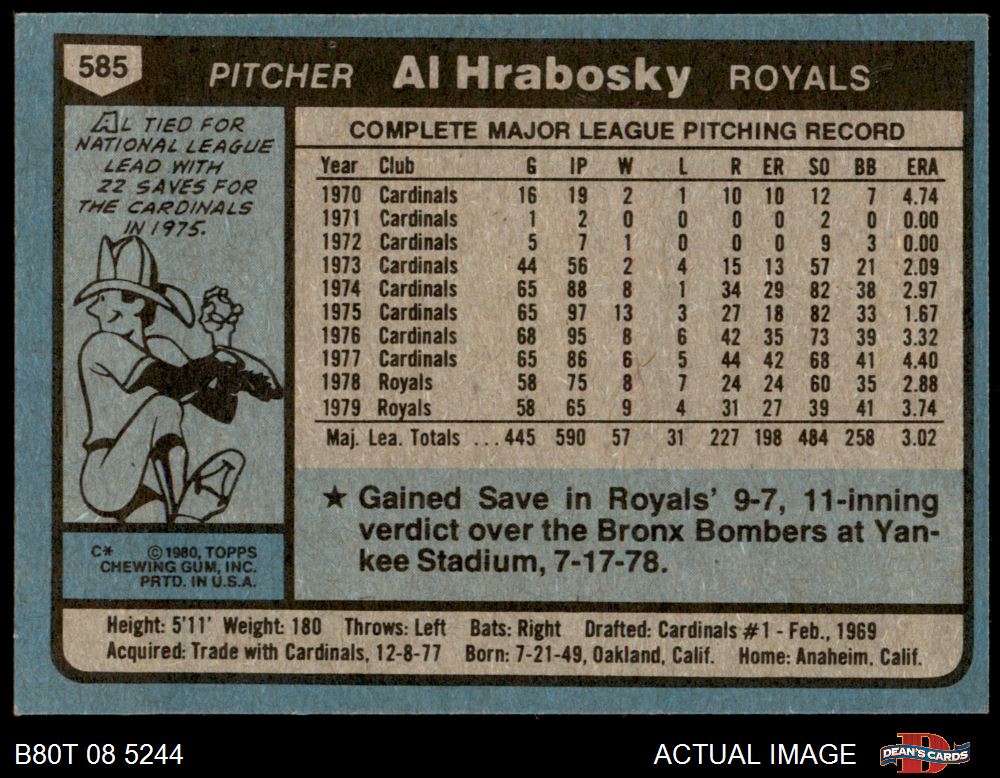 585 PITCHER Al Hrabosky ROYALS
AL TIED FOR
NATIONAL LEAGUE
LEAD WITH
22 SAVES FOR
THE CARDINALS
IN 1975.
COMPLETE MAJOR LEAGUE PITCHING RECORD
Year Club G IP W L R ER SO BB ERA
1970 Cardinals 16 19 2 1 10 10 12 7 4.74
1971 Cardinals 1 2 0 0 0 0 2 0 0.00
1972 Cardinals 5 7 1 0 0 0 9 3 0.00
1973 Cardinals 44 56 2 4 15 13 57 21 2.09
1974 Cardinals 65 88 8 1 34 29 82 38 2.97
1975 Cardinals 65 97 13 3 27 18 82 33 1.67
1976 Cardinals 68 95 8 6 42 35 73 39 3.32
1977 Cardinals 65 86 6 5 44 42 68 41 4.40
1978 Royals 58 75 8 7 24 24 60 35 2.88
1979 Royals 58 65 9 4 31 27 39 41 3.74
Maj. Lea. Totals ... 445 590 57 31 227 198 484 258 3.02
★ Gained Save in Royals' 9-7, 11-inning
verdict over the Bronx Bombers at Yan-
kee Stadium, 7-17-78.
C* © 1980, TOPPS
CHEWING GUM, INC.
PRTD. IN U.S.A.
Height: 5'11' Weight: 180 Throws: Left Bats: Right Drafted: Cardinals #1 - Feb., 1969
Acquired: Trade with Cardinals, 12-8-77 Born: 7-21-49, Oakland, Calif. Home: Anaheim, Calif.
B80T 08 5244 ACTUAL IMAGE D DEAN'S CARDS